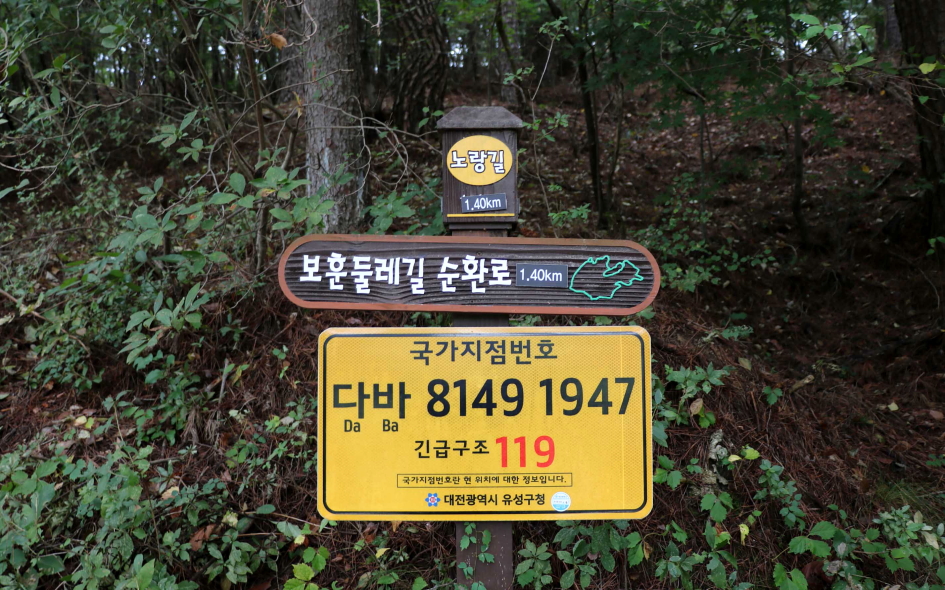 노랑길
1.40km
보훈둘레길 순환로 1.40km
국가지점번호
다바 8149 1947
Da Ba
긴급구조 119
국가지점번호란 현 위치에 대한 정보입니다.
대전광역시 유성구청